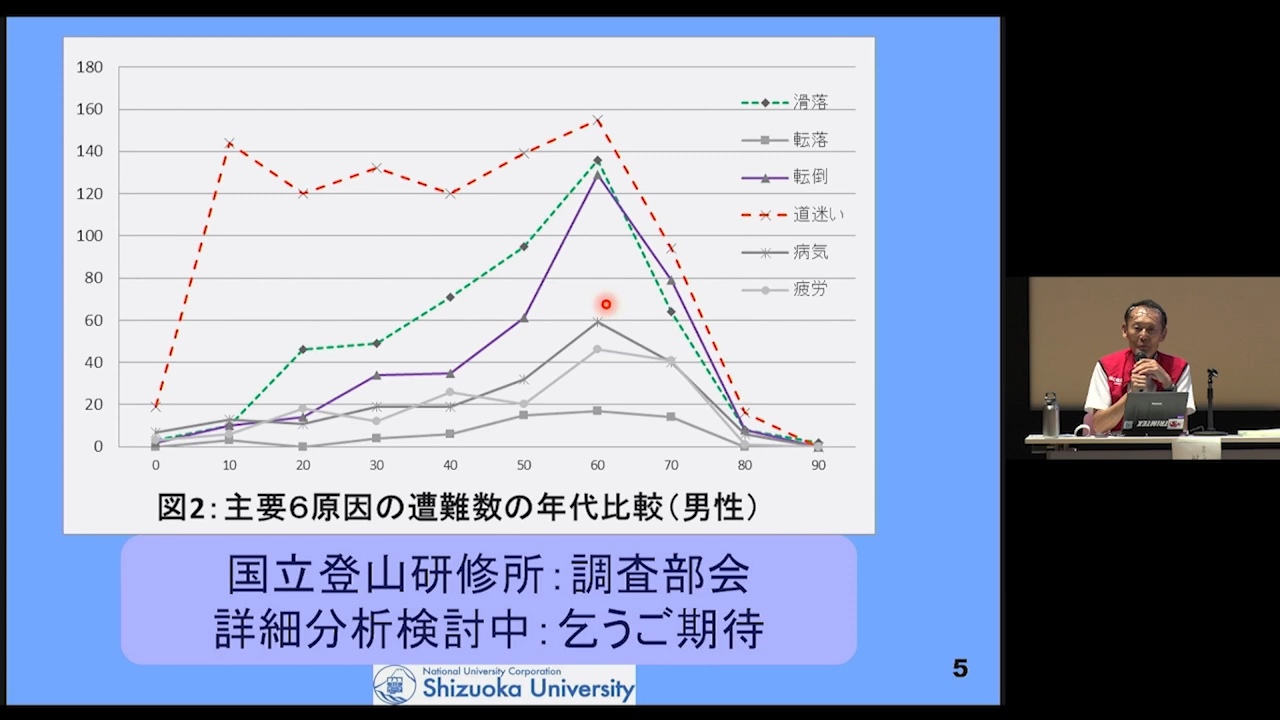 180
160
140
120
100
80
60
40
20
0
0 10 20 30 40 50 60 70 80 90
滑落
転落
転倒
道迷い
病気
疲労
図2:主要6原因の遭難数の年代比較(男性)
国立登山研修所:調査部会
詳細分析検討中:乞うご期待
National University Corporation
Shizuoka University
5
TRIMTEX